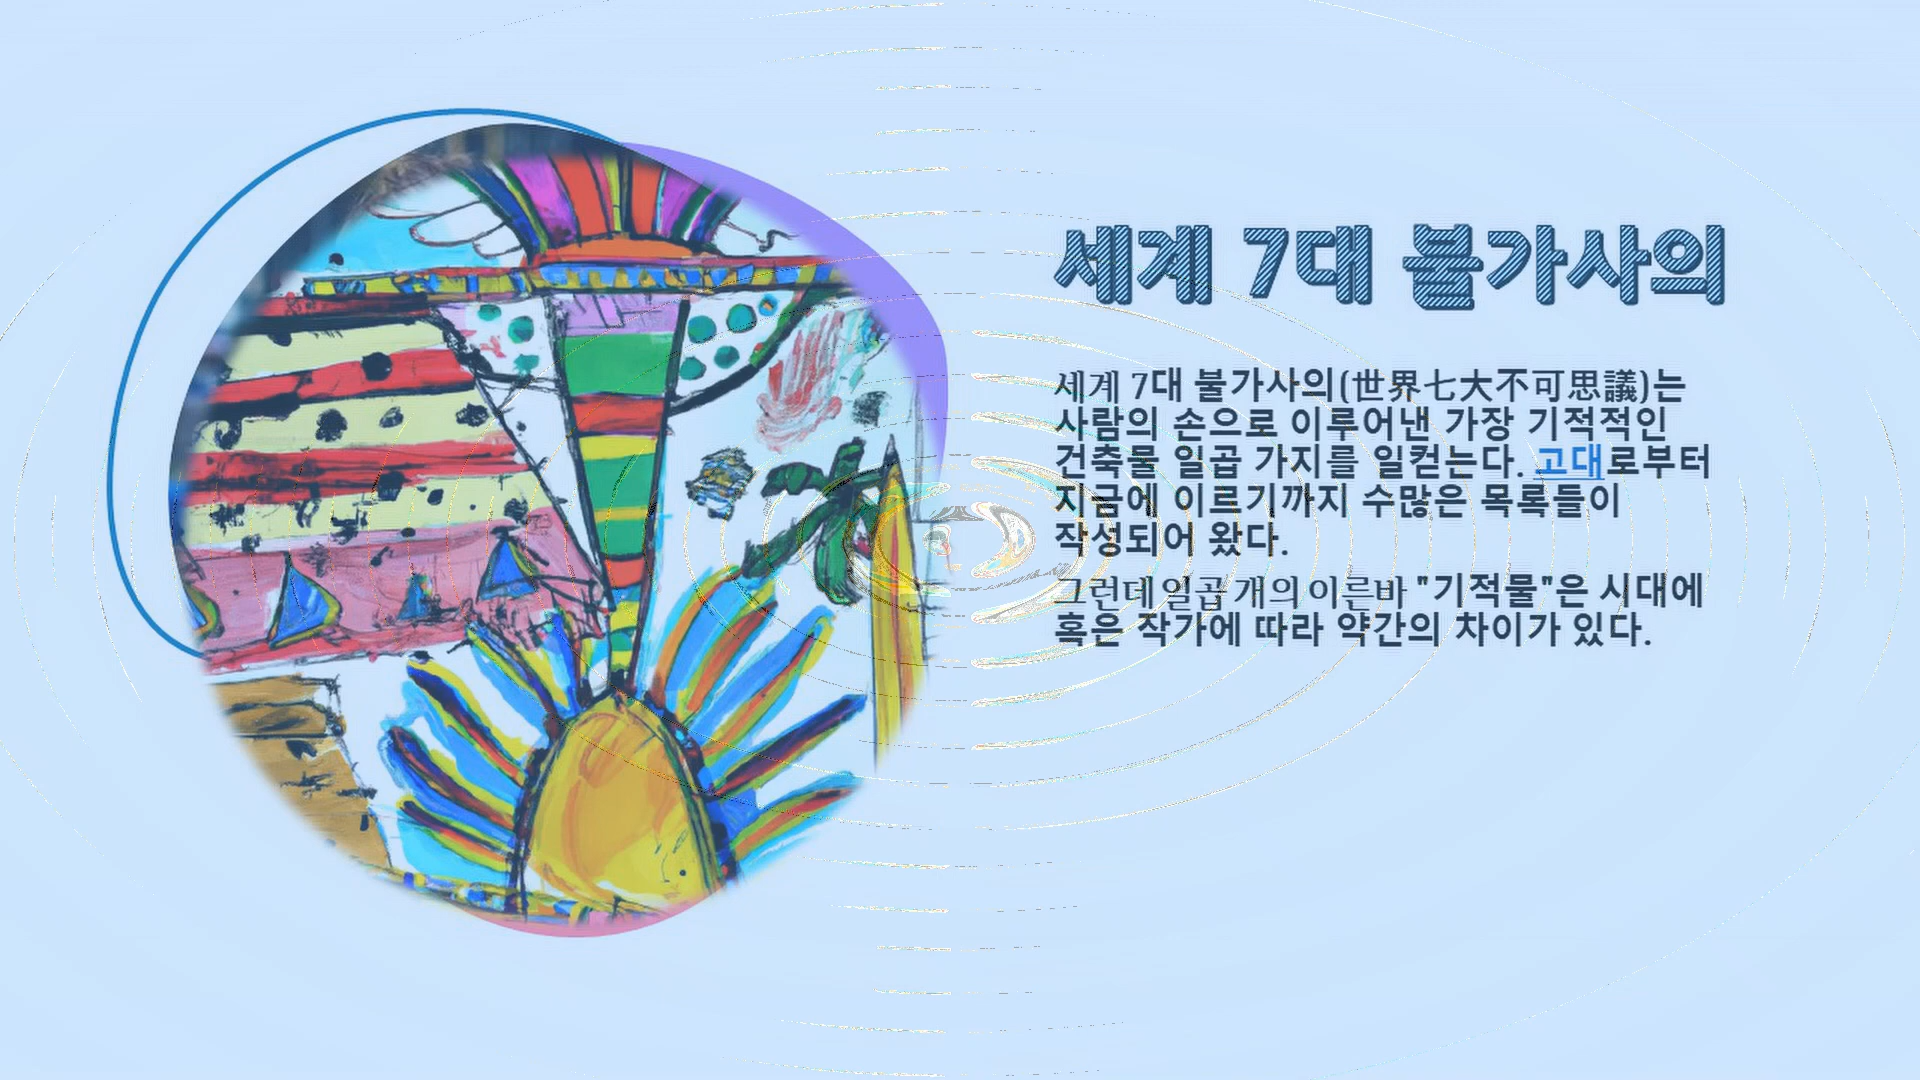 세계 7대 불가사의
세계 7대 불가사의(世界七大不可思議)는
사람의 손으로 이루어낸 가장 기적적인
건축물 일곱 가지를 일컫는다. 고대로부터
지금에 이르기까지 수많은 목록들이
작성되어 왔다.
그런데 일곱 개의 이른바 "기적물"은 시대에
혹은 작가에 따라 약간의 차이가 있다.